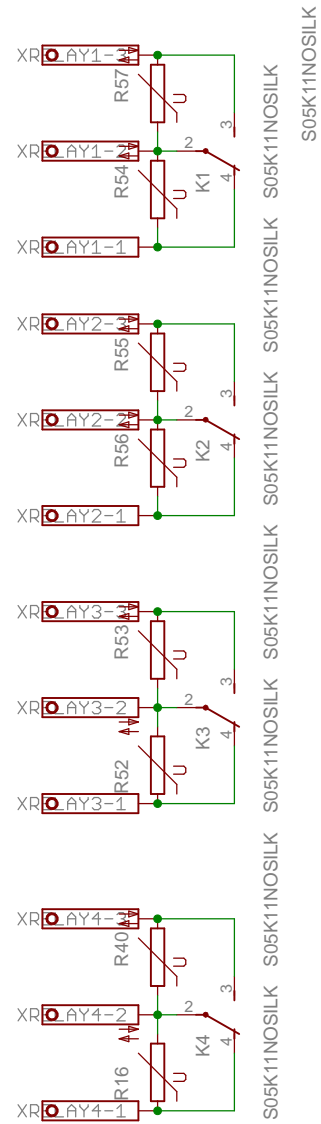 S05K11NOSILK
XRELAY1-3
R57
U
3
XRELAY1-2
2
K1
S05K11NOSILK
R54
U
4
XRELAY1-1
S05K11NOSILK
XRELAY2-3
R55
U
3
XRELAY2-2
2
K2
S05K11NOSILK
R56
U
4
XRELAY2-1
S05K11NOSILK
XRELAY3-3
R53
U
3
XRELAY3-2
2
K3
S05K11NOSILK
R52
U
4
XRELAY3-1
S05K11NOSILK
XRELAY4-3
R40
U
3
XRELAY4-2
2
K4
S05K11NOSILK
R16
U
4
XRELAY4-1